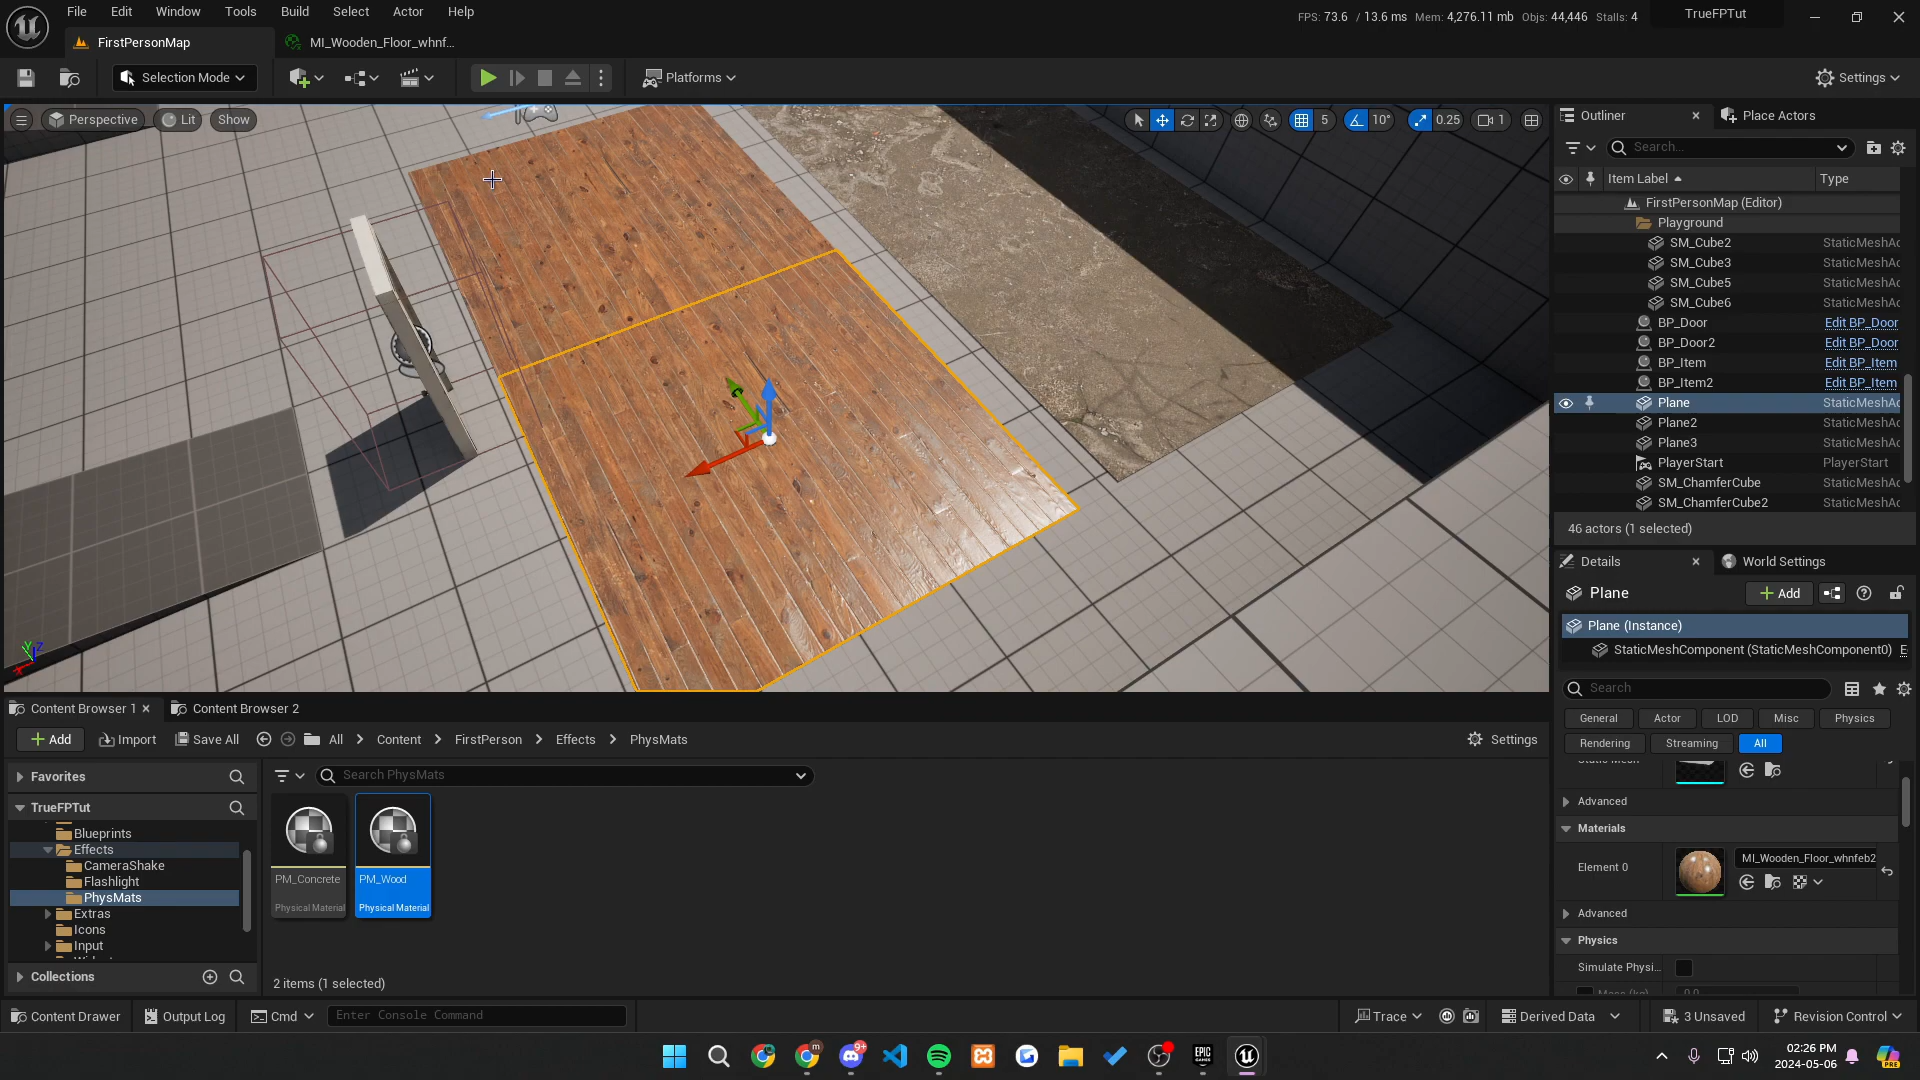 File Edit Window Tools Build Select Actor Help
FPS: 73.6 / 13.6 ms Mem: 4,276.11 mb Objs: 44,446 Stalls: 4
TrueFPTut
FirstPersonMap
MI_Wooden_Floor_whnf...
Selection Mode
Platforms
Settings
Perspective
Lit
Show
5
10°
0.25
1
Outliner
Place Actors
Search...
Item Label
Type
FirstPersonMap (Editor)
Playground
SM_Cube2 StaticMeshAc
SM_Cube3 StaticMeshAc
SM_Cube5 StaticMeshAc
SM_Cube6 StaticMeshAc
BP_Door Edit BP_Door
BP_Door2 Edit BP_Door
BP_Item Edit BP_Item
BP_Item2 Edit BP_Item
Plane StaticMeshAc
Plane2 StaticMeshAc
Plane3 StaticMeshAc
PlayerStart PlayerStart
SM_ChamferCube StaticMeshAc
SM_ChamferCube2 StaticMeshAc
46 actors (1 selected)
Details
World Settings
Plane
Add
Plane (Instance)
StaticMeshComponent (StaticMeshComponent0) E
Search
General Actor LOD Misc Physics
Rendering Streaming All
Advanced
Materials
Element 0
MI_Wooden_Floor_whnfeb2
Advanced
Physics
Simulate Physi...
Content Browser 1
Content Browser 2
Add
Import
Save All
All
Content
FirstPerson
Effects
PhysMats
Settings
Favorites
TrueFPTut
Blueprints
Effects
CameraShake
Flashlight
PhysMats
Extras
Icons
Input
Collections
Search PhysMats
PM_Concrete
Physical Material
PM_Wood
Physical Material
2 items (1 selected)
Content Drawer
Output Log
Cmd
Enter Console Command
Trace
Derived Data
3 Unsaved
Revision Control
m
9+
EPIC
GAMES
02:26 PM
2024-05-06
PRE